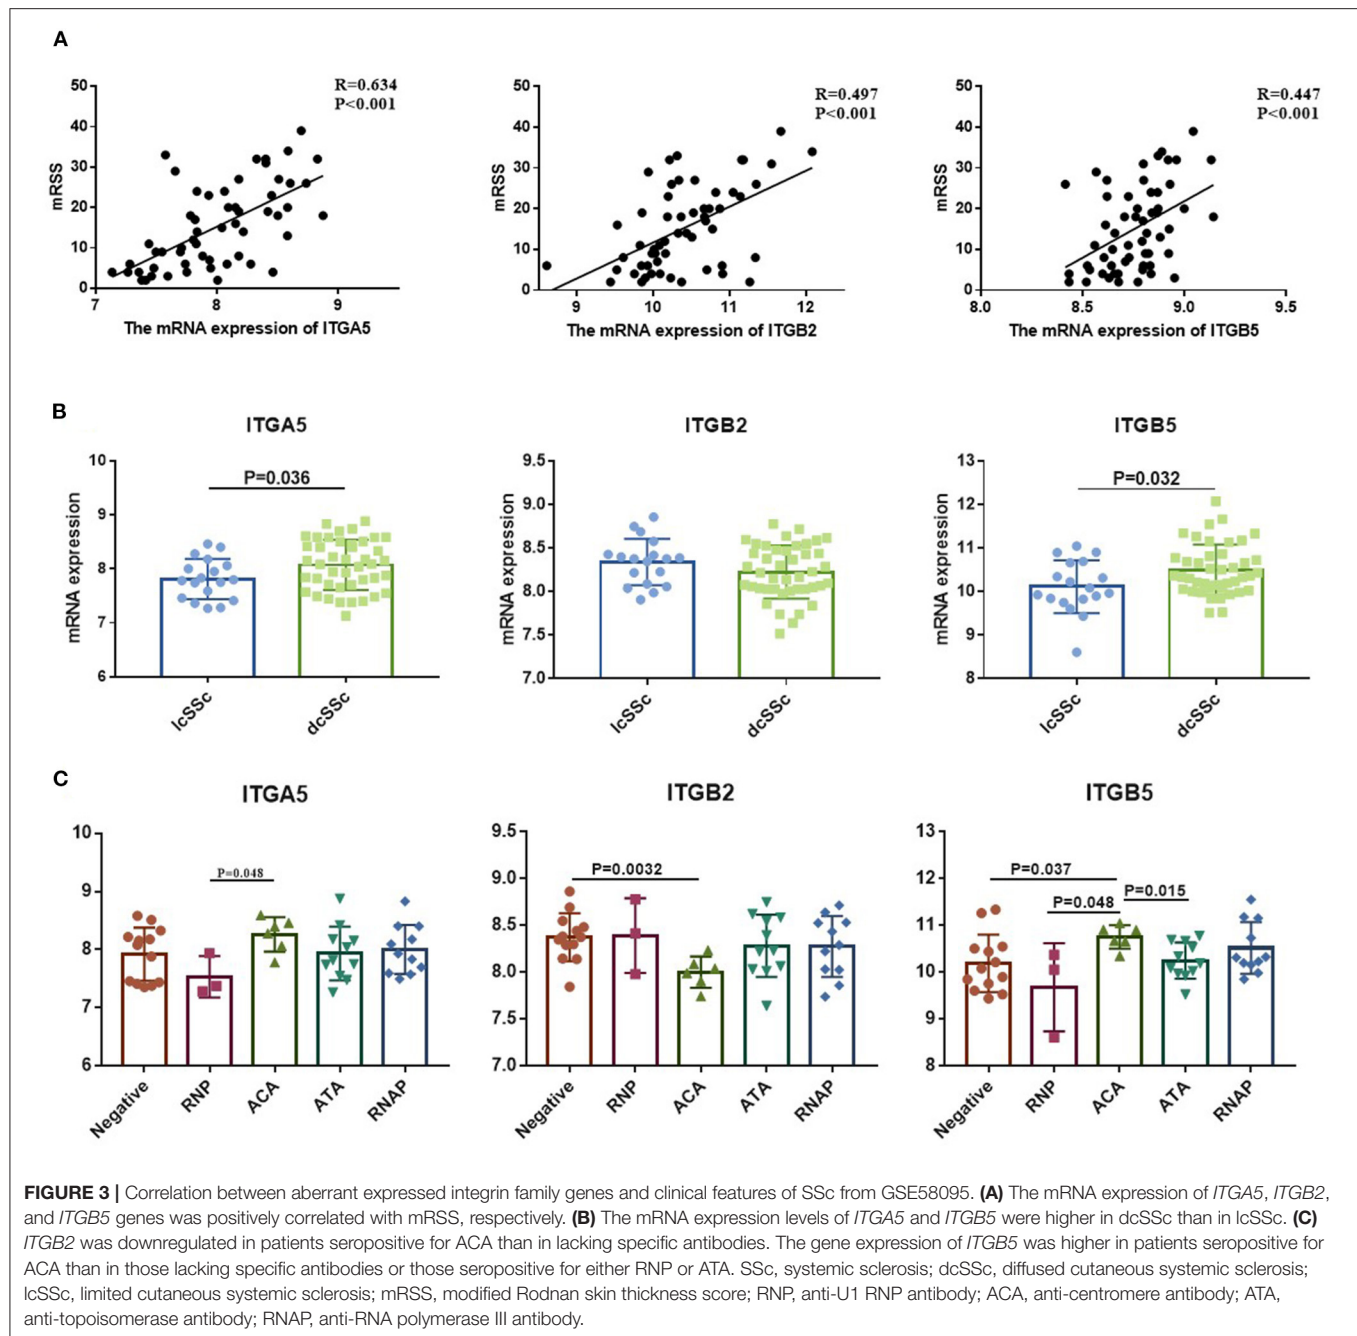 A
R=0.634
P<0.001
50
40
30
20
10
0
mRSS
7
8
9
The mRNA expression of ITGA5
R=0.497
P<0.001
50
40
30
20
10
0
mRSS
9
10
11
12
The mRNA expression of ITGB2
R=0.447
P<0.001
50
40
30
20
10
0
mRSS
8.0
8.5
9.0
9.5
The mRNA expression of ITGB5
B
ITGA5
10
9
8
7
6
mRNA expression
P=0.036
lcSSc
dcSSc
ITGB2
9.5
9.0
8.5
8.0
7.5
7.0
mRNA expression
lcSSc
dcSSc
ITGB5
13
12
11
10
9
8
mRNA expression
P=0.032
lcSSc
dcSSc
C
ITGA5
10
9
8
7
6
P=0.048
Negative
RNP
ACA
ATA
RNAP
ITGB2
9.5
9.0
8.5
8.0
7.5
7.0
P=0.0032
Negative
RNP
ACA
ATA
RNAP
ITGB5
13
12
11
10
9
8
P=0.037
P=0.048
P=0.015
Negative
RNP
ACA
ATA
RNAP
FIGURE 3 | Correlation between aberrant expressed integrin family genes and clinical features of SSc from GSE58095. (A) The mRNA expression of ITGA5, ITGB2,
and ITGB5 genes was positively correlated with mRSS, respectively. (B) The mRNA expression levels of ITGA5 and ITGB5 were higher in dcSSc than in lcSSc. (C)
ITGB2 was downregulated in patients seropositive for ACA than in lacking specific antibodies. The gene expression of ITGB5 was higher in patients seropositive for
ACA than in those lacking specific antibodies or those seropositive for either RNP or ATA. SSc, systemic sclerosis; dcSSc, diffused cutaneous systemic sclerosis;
lcSSc, limited cutaneous systemic sclerosis; mRSS, modified Rodnan skin thickness score; RNP, anti-U1 RNP antibody; ACA, anti-centromere antibody; ATA,
anti-topoisomerase antibody; RNAP, anti-RNA polymerase III antibody.